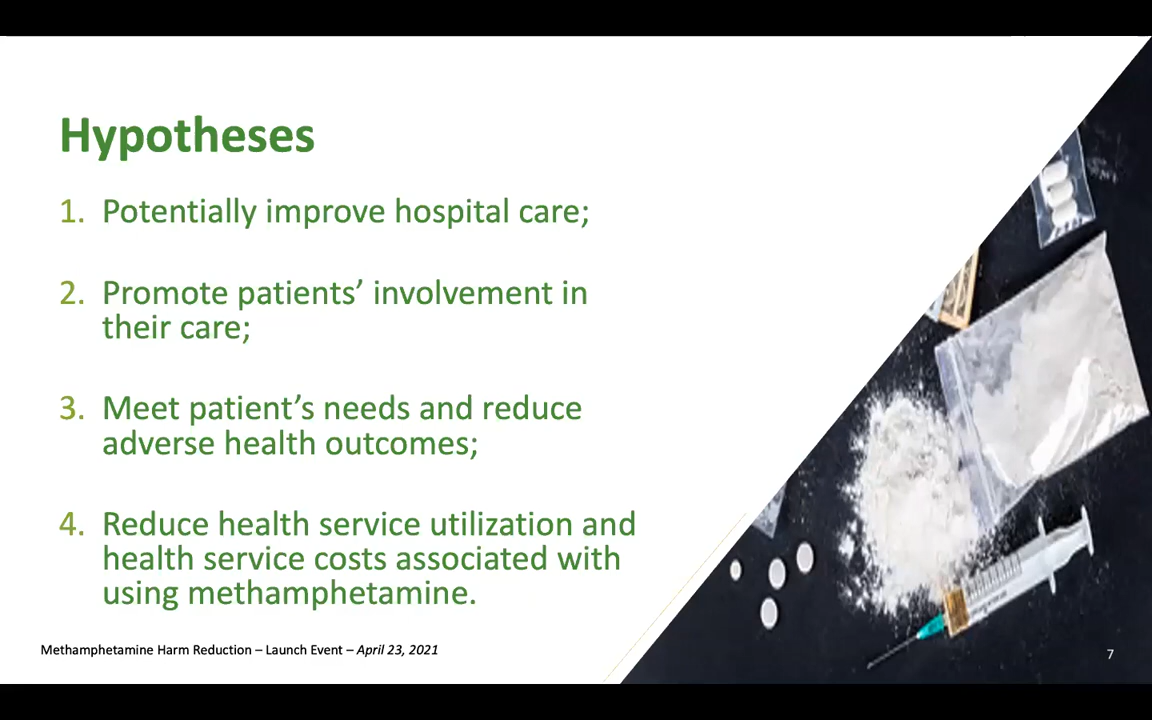 Hypotheses
1. Potentially improve hospital care;
2. Promote patients’ involvement in
their care;
3. Meet patient’s needs and reduce
adverse health outcomes;
4. Reduce health service utilization and
health service costs associated with
using methamphetamine.
Methamphetamine Harm Reduction – Launch Event – April 23, 2021
7